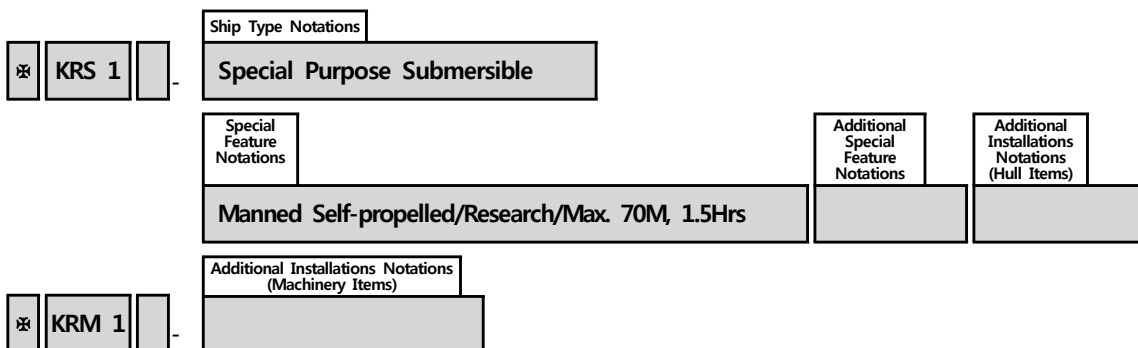 Ship Type Notations
✠ KRS 1 - Special Purpose Submersible
Special
Feature
Notations
Additional
Special
Feature
Notations
Additional
Installations
Notations
(Hull Items)
Manned Self-propelled/Research/Max. 70M, 1.5Hrs
Additional Installations Notations
(Machinery Items)
✠ KRM 1 -